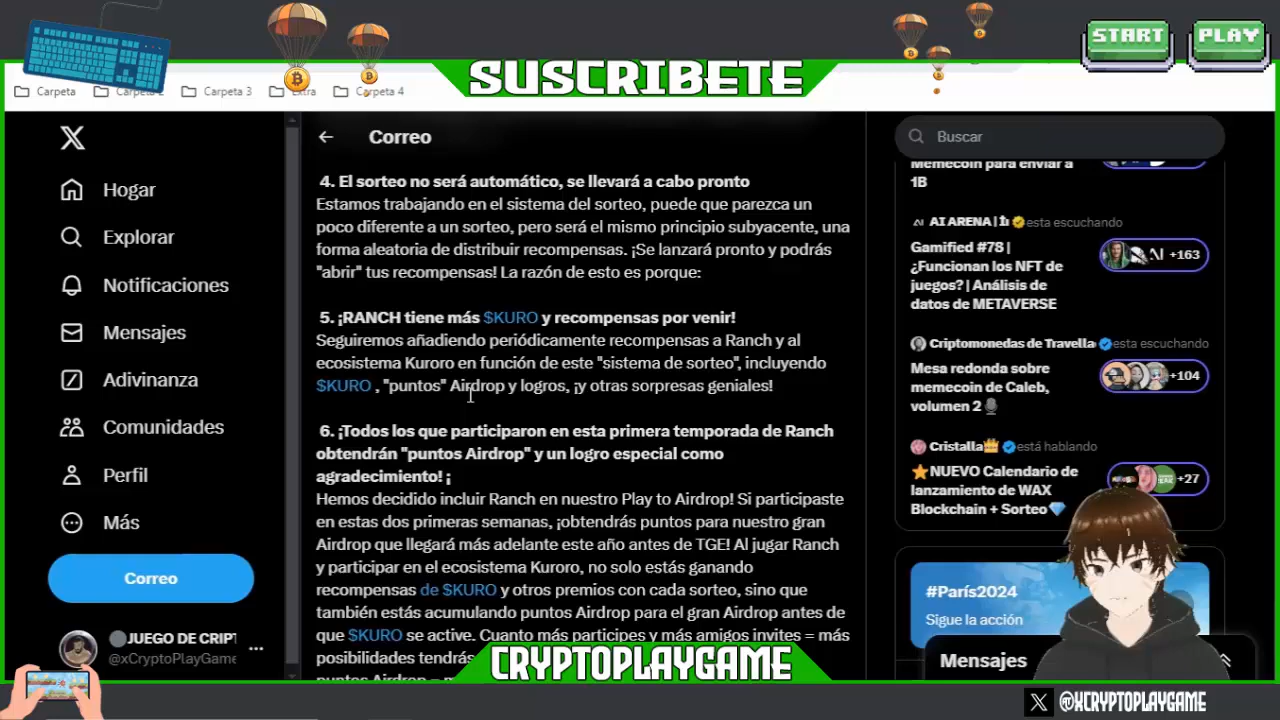 START
PLAY
SUSCRIBETE
Carpeta
Carpeta 2
Carpeta 3
Extra
Carpeta 4
Correo
Buscar
Hogar
Explorar
Notificaciones
Mensajes
Adivinanza
Comunidades
Perfil
Más
Correo
JUEGO DE CRIPT
@xCryptoPlayGame
4. El sorteo no será automático, se llevará a cabo pronto
Estamos trabajando en el sistema del sorteo, puede que parezca un
poco diferente a un sorteo, pero será el mismo principio subyacente, una
forma aleatoria de distribuir recompensas. ¡Se lanzará pronto y podrás
"abrir" tus recompensas! La razón de esto es porque:
5. ¡RANCH tiene más $KURO y recompensas por venir!
Seguiremos añadiendo periódicamente recompensas a Ranch y al
ecosistema Kuroro en función de este "sistema de sorteo", incluyendo
$KURO , "puntos" Airdrop y logros, ¡y otras sorpresas geniales!
6. ¡Todos los que participaron en esta primera temporada de Ranch
obtendrán "puntos Airdrop" y un logro especial como
agradecimiento! ¡
Hemos decidido incluir Ranch en nuestro Play to Airdrop! Si participaste
en estas dos primeras semanas, ¡obtendrás puntos para nuestro gran
Airdrop que llegará más adelante este año antes de TGE! Al jugar Ranch
y participar en el ecosistema Kuroro, no solo estás ganando
recompensas de $KURO y otros premios con cada sorteo, sino que
también estás acumulando puntos Airdrop para el gran Airdrop antes de
que $KURO se active. Cuanto más participes y más amigos invites = más
posibilidades tendrás
puntos Airdrop
Memecoin para enviar a
1B
AI ARENA | esta escuchando
Gamified #78 |
¿Funcionan los NFT de
juegos? | Análisis de
datos de METAVERSE
AI +163
Criptomonedas de Travella esta escuchando
Mesa redonda sobre
memecoin de Caleb,
volumen 2
+104
Cristalla está hablando
NUEVO Calendario de
lanzamiento de WAX
Blockchain + Sorteo
+27
#París2024
Sigue la acción
Mensajes
CRYPTOPLAYGAME
@XCRYPTOPLAYGAME